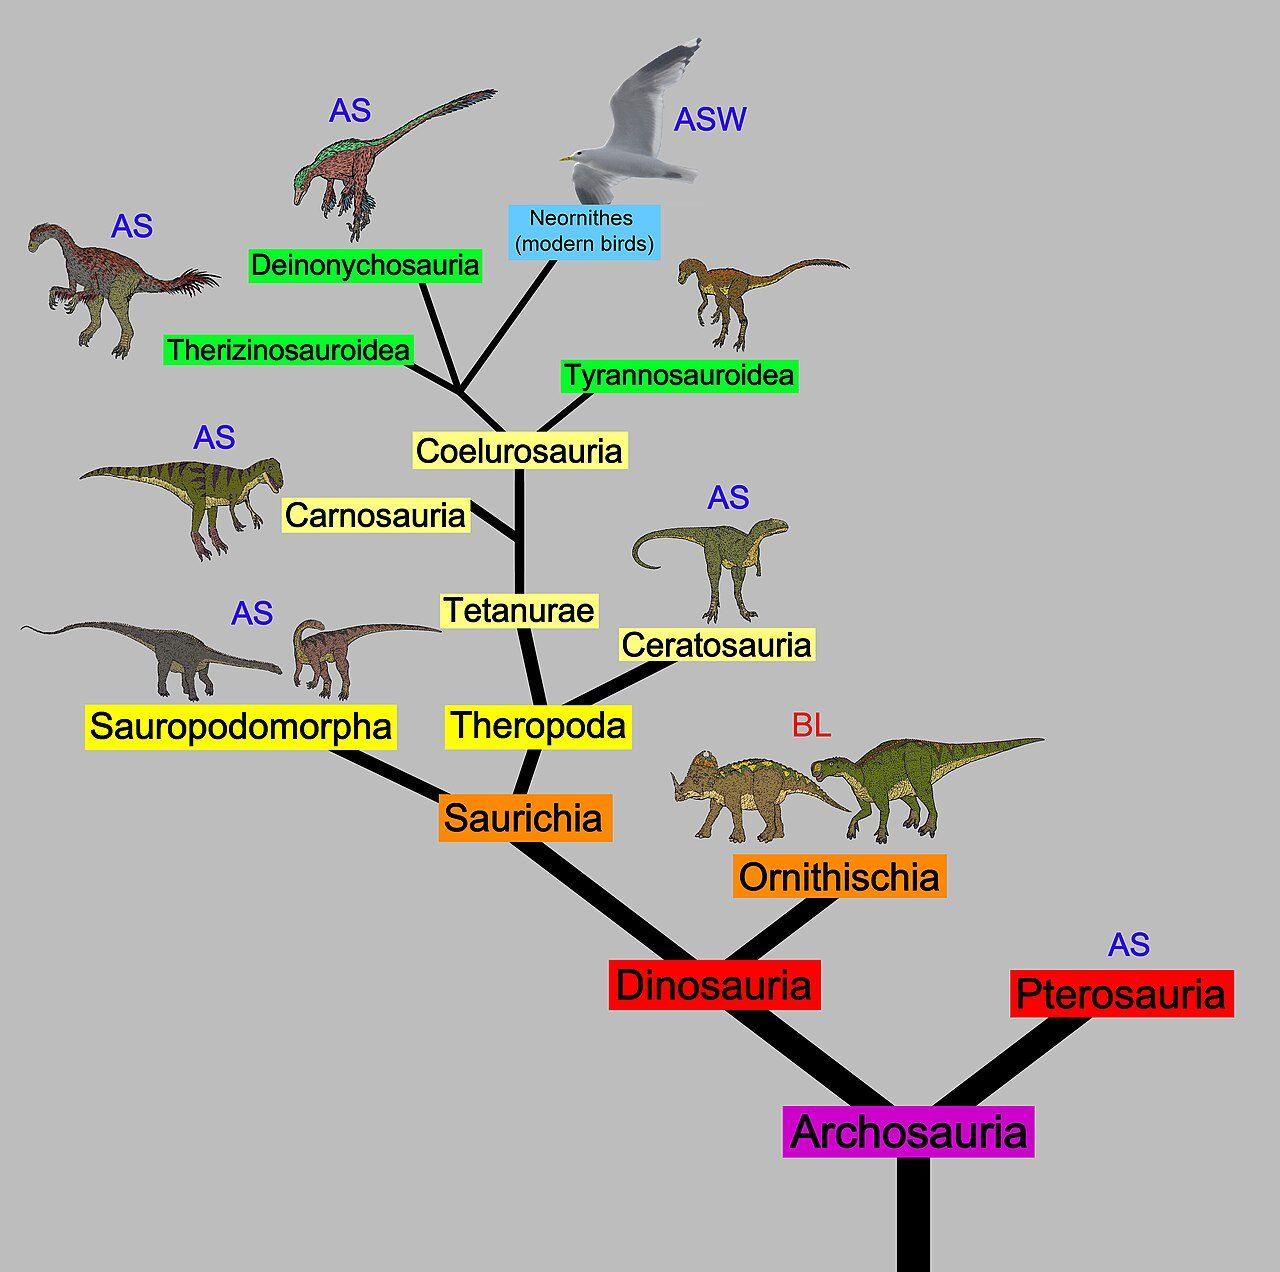 AS
ASW
Neornithes
(modern birds)
AS
Deinonychosauria
Therizinosauroidea
Tyrannosauroidea
AS
Coelurosauria
AS
Carnosauria
Tetanurae
AS
Ceratosauria
Sauropodomorpha
Theropoda
BL
Saurichia
Ornithischia
AS
Dinosauria
Pterosauria
Archosauria